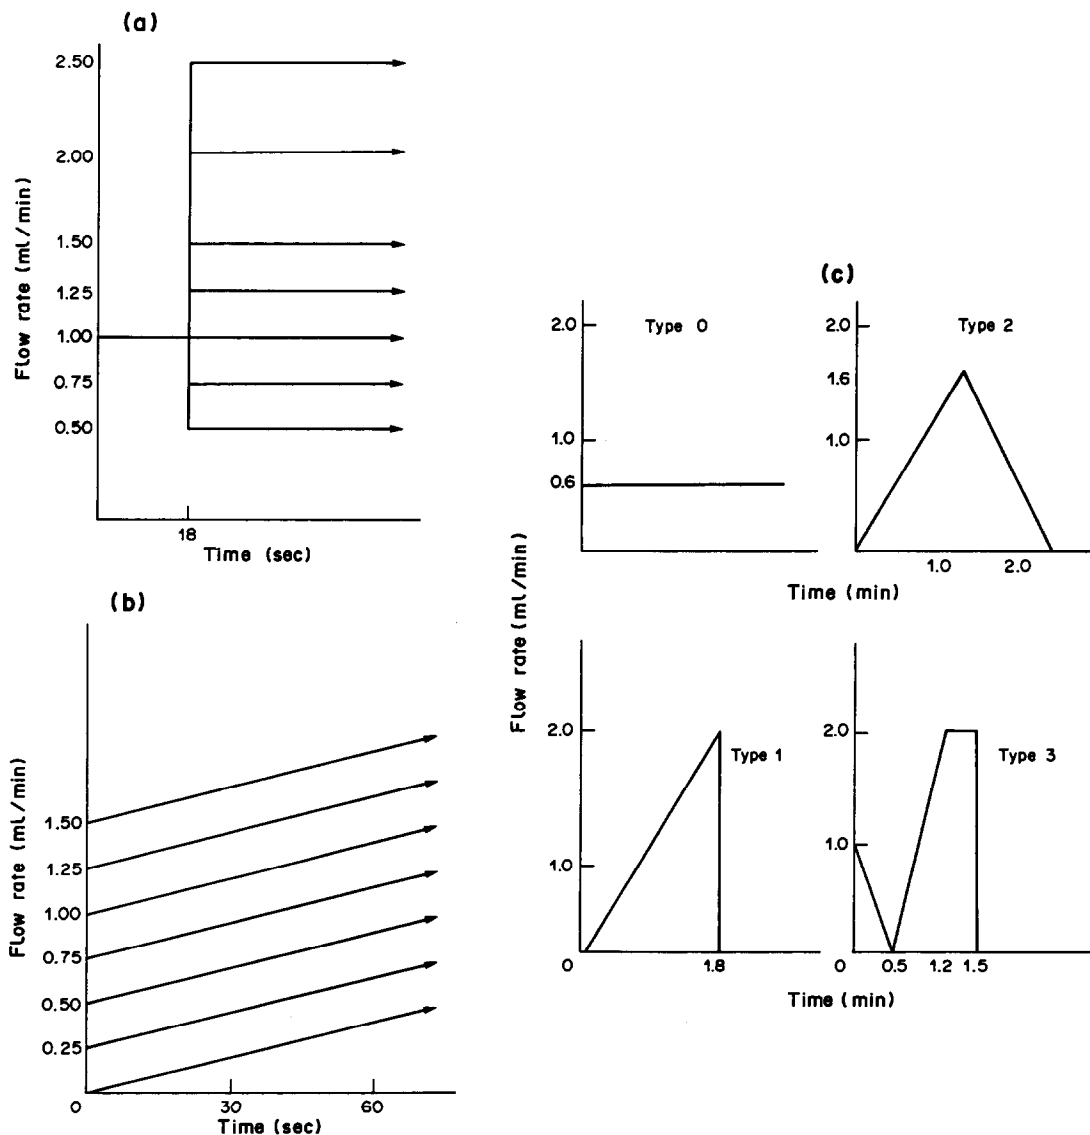 (a)
Flow rate (ml/min)
2.50
2.00
1.50
1.25
1.00
0.75
0.50
18
Time (sec)
(b)
Flow rate (ml/min)
1.50
1.25
1.00
0.75
0.50
0.25
0
30
60
Time (sec)
(c)
Flow rate (ml/min)
Type 0
2.0
1.0
0.6
Type 2
2.0
1.6
1.0
1.0
2.0
Time (min)
Type 1
2.0
1.0
0
1.8
Type 3
2.0
1.0
0
0.5
1.2
1.5
Time (min)